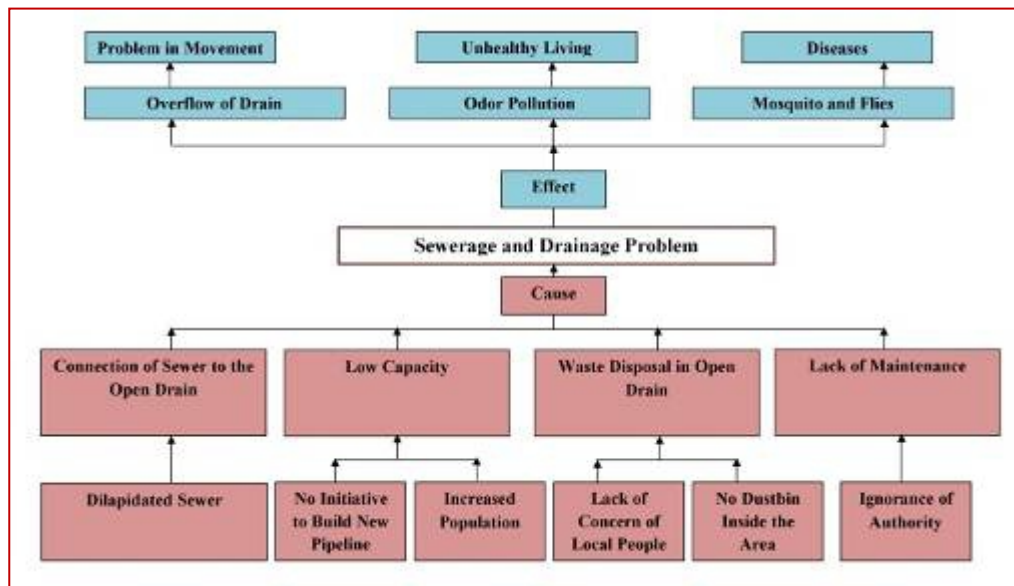 Problem in Movement
Unhealthy Living
Diseases
Overflow of Drain
Odor Pollution
Mosquito and Flies
Effect
Sewerage and Drainage Problem
Cause
Connection of Sewer to the
Open Drain
Low Capacity
Waste Disposal in Open
Drain
Lack of Maintenance
Dilapidated Sewer
No Initiative
to Build New
Pipeline
Increased
Population
Lack of
Concern of
Local People
No Dustbin
Inside the
Area
Ignorance of
Authority